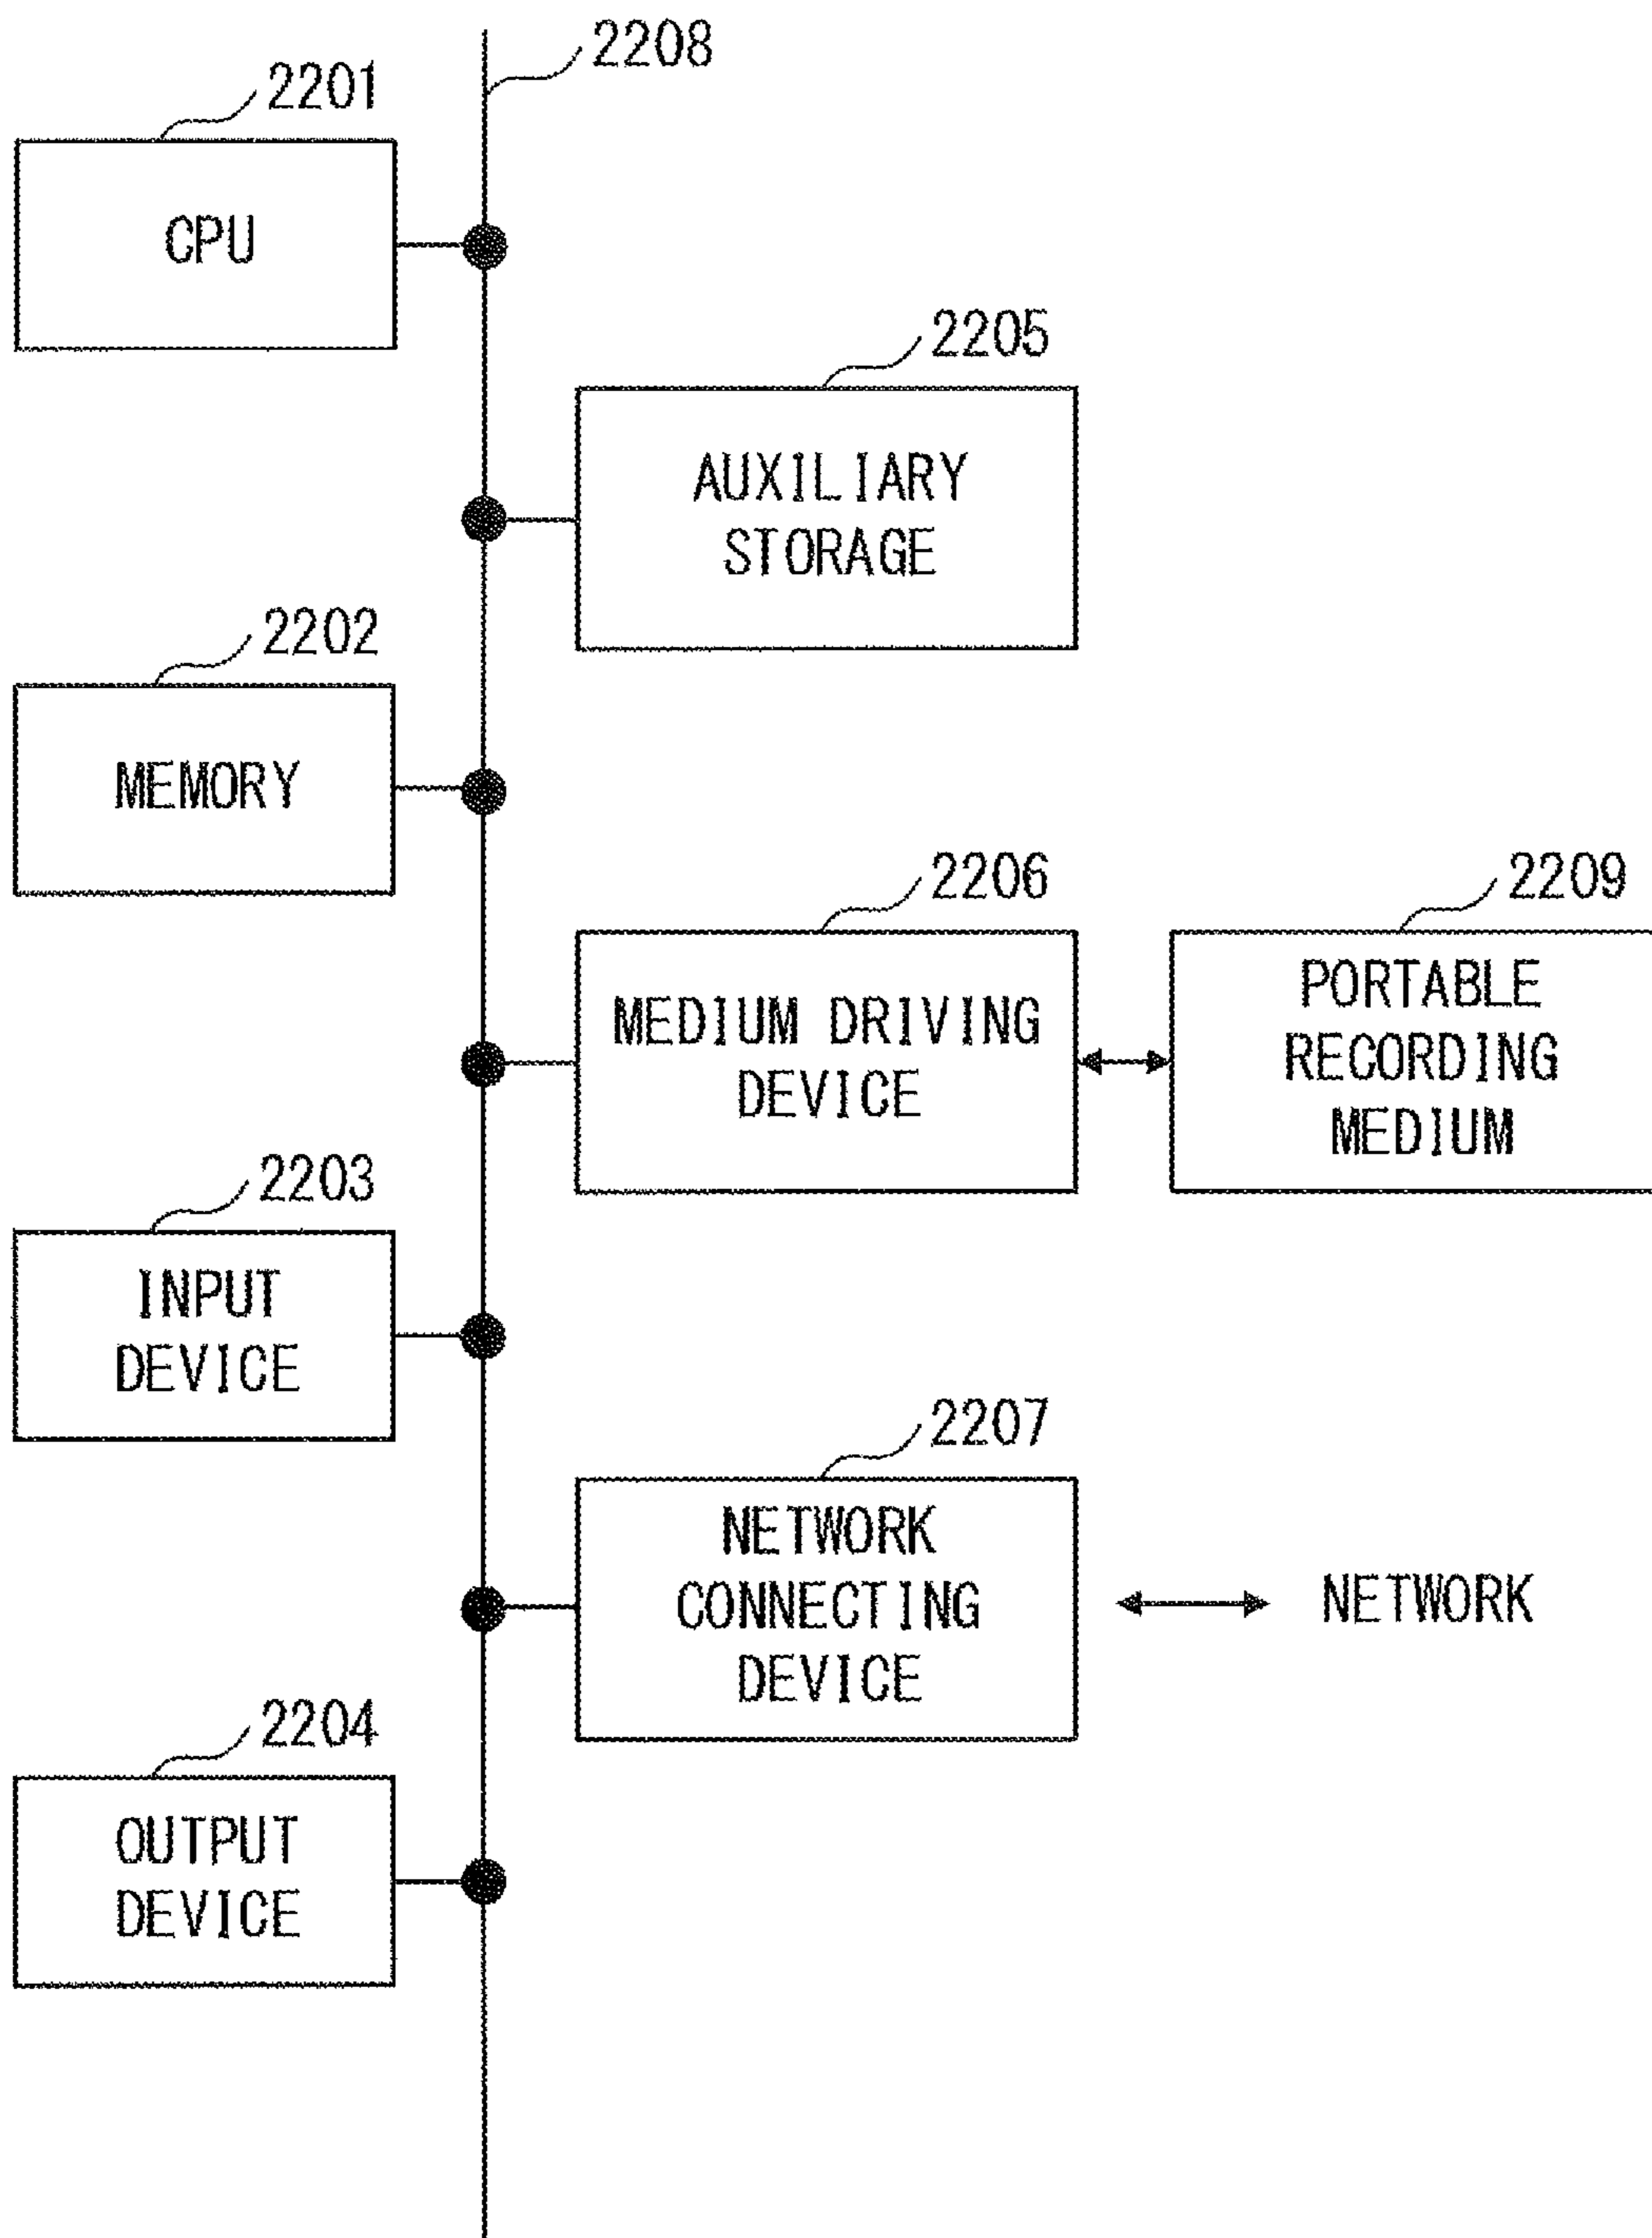 2208
2201
CPU
2205
AUXILIARY
STORAGE
2202
MEMORY
2206
2209
MEDIUM DRIVING
DEVICE
PORTABLE
RECORDING
MEDIUM
2203
INPUT
DEVICE
2207
NETWORK
CONNECTING
DEVICE
NETWORK
2204
OUTPUT
DEVICE